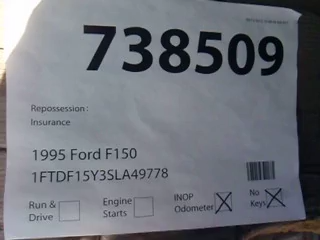 738509
Repossession:
Insurance
1995 Ford F150
1FTDF15Y3SLA49778
Run & Drive
Engine Starts
INOP Odometer
No Keys